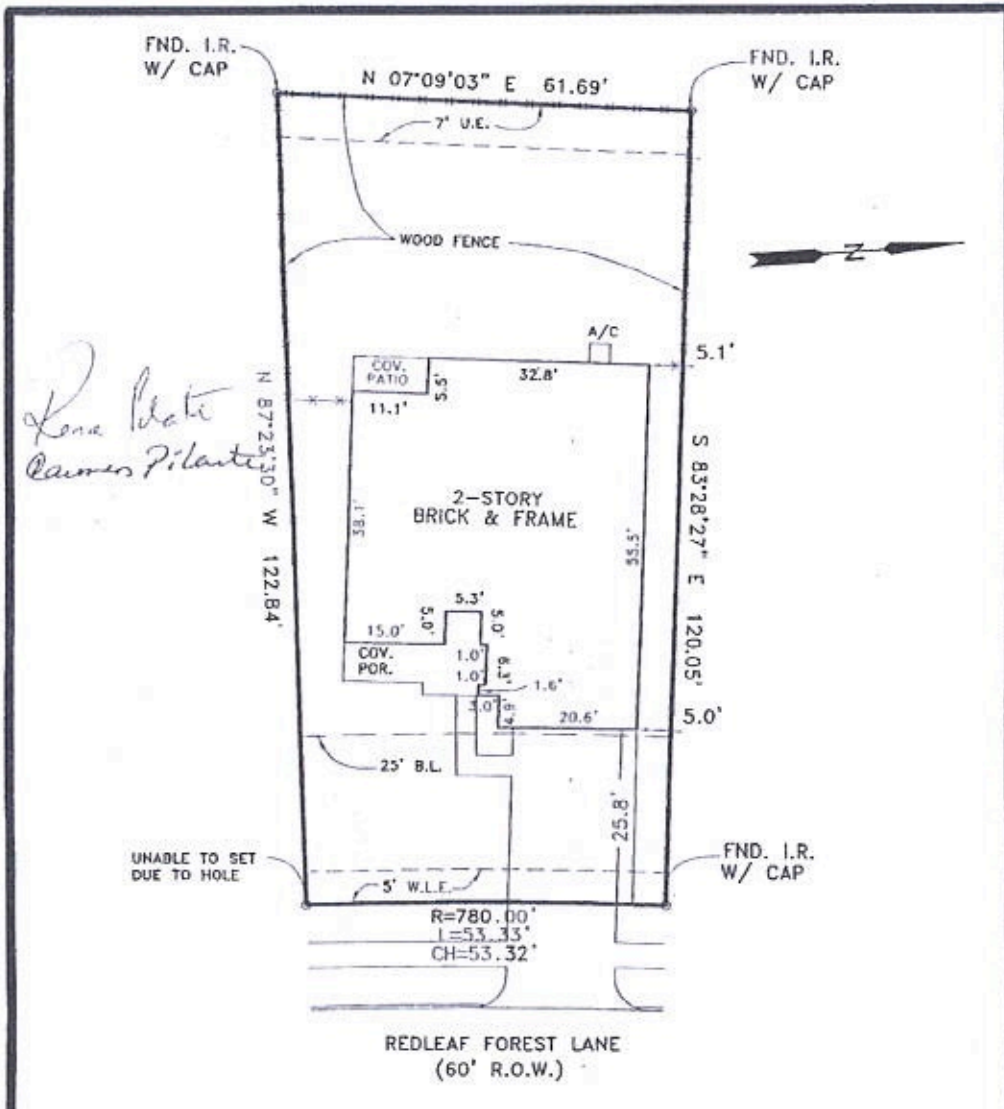 FND. I.R.
W/ CAP
N 07°09'03" E 61.69'
FND. I.R.
W/ CAP
7' U.E.
WOOD FENCE
N
A/C
5.1'
COV.
PATIO
5.5'
32.8'
11.1'
N 87°23'30" W 122.84'
S 83°28'27" E 120.05'
2-STORY
BRICK & FRAME
38.1'
55.5'
5.3'
5.0'
5.0'
15.0'
COV.
POR.
1.0'
1.0'
6.3'
1.6'
3.0'
4.9'
20.6'
5.0'
25' B.L.
25.8'
UNABLE TO SET
DUE TO HOLE
FND. I.R.
W/ CAP
5' W.L.E.
R=780.00'
L=53.33'
CH=53.32'
REDLEAF FOREST LANE
(60' R.O.W.)